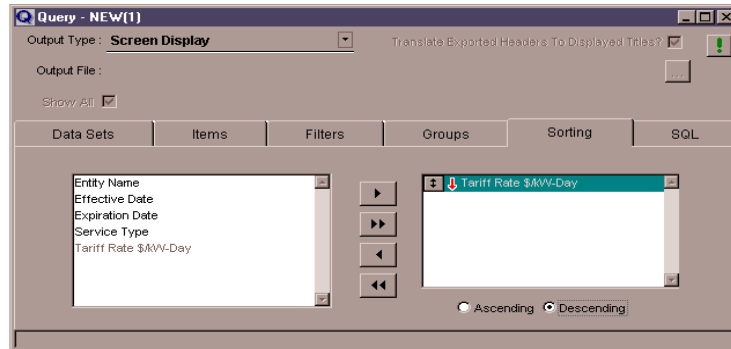 Query - NEW(1)
Output Type : Screen Display
Translate Exported Headers To Displayed Titles?
Output File :
...
Show All
Data Sets Items Filters Groups Sorting SQL
Entity Name
Effective Date
Expiration Date
Service Type
Tariff Rate $/kW-Day
Tariff Rate $/kW-Day
Ascending Descending